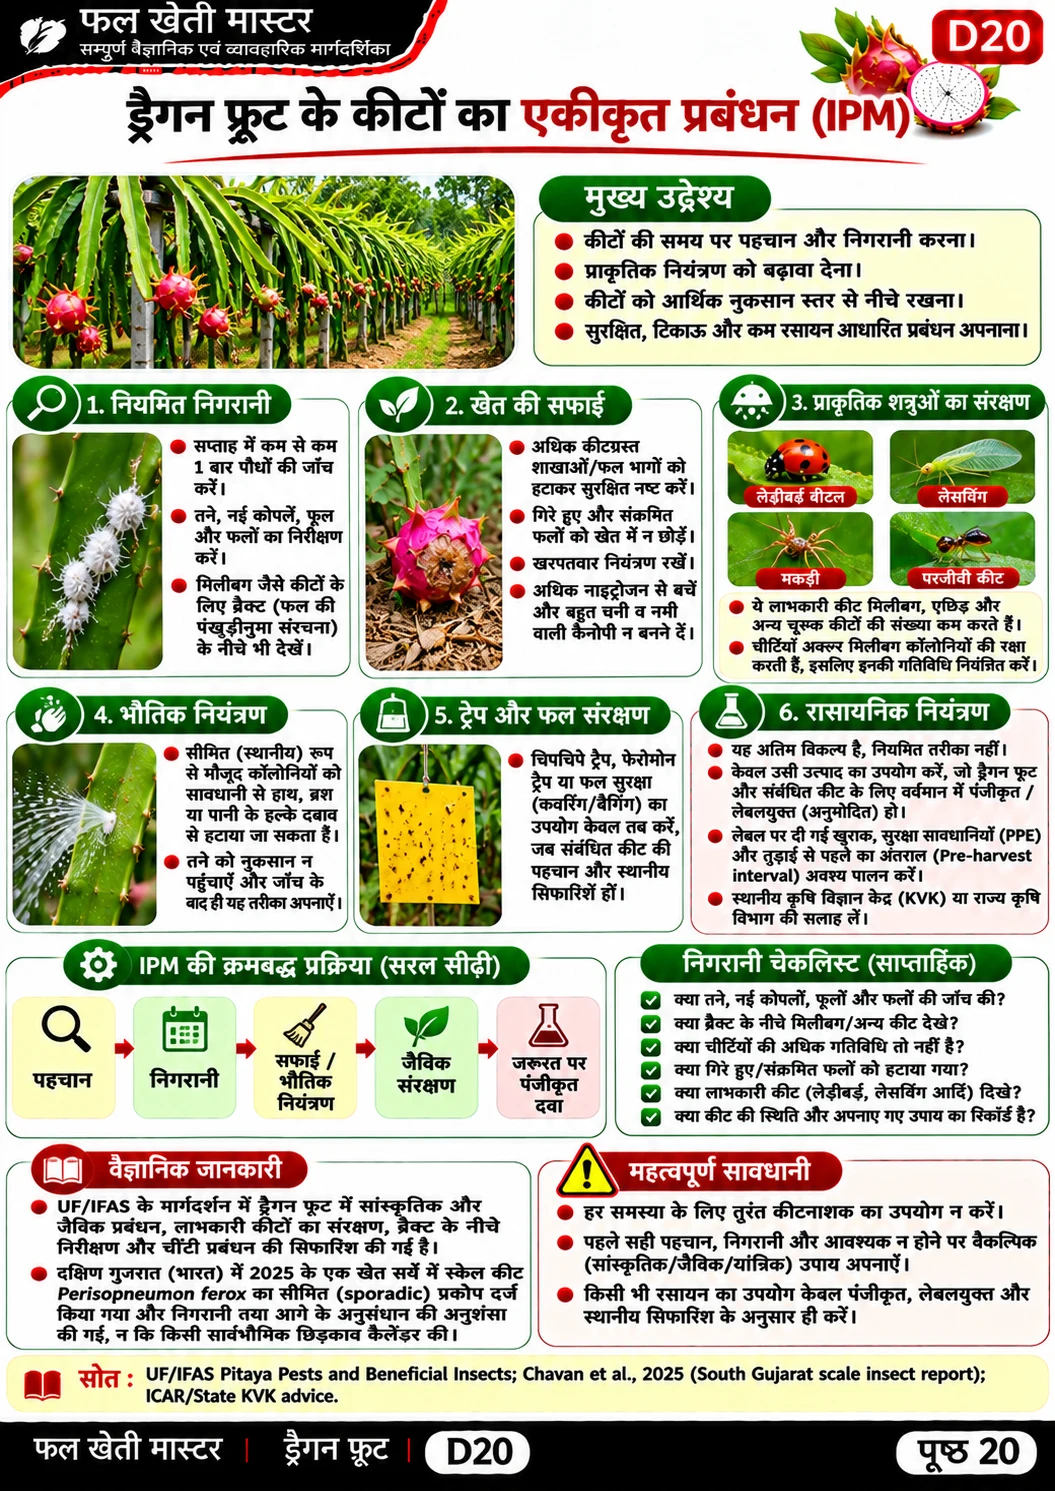 फल खेती मास्टर
सम्पुर्ण वैज्ञानिक एवं व्यावहारिक मार्गदर्शिका
D20
ड्रैगन फ्रूट के कीटों का एकीकृत प्रबंधन (IPM)
मुख्य उद्देश्य
कीटों की समय पर पहचान और निगरानी करना।
प्राकृतिक नियंत्रण को बढ़ावा देना।
कीटों को आर्थिक नुकसान स्तर से नीचे रखना।
सुरक्षित, टिकाऊ और कम रसायन आधारित प्रबंधन अपनाना।
1. नियमित निगरानी
सप्ताह में कम से कम
1 बार पौधों की जाँच
करें।
तने, नई कोपलें, फूल
और फलों का निरीक्षण
करें।
मिलीबग जैसे कीटों के
लिए ब्रैक्ट (फल की
पंखुड़ीनुमा संरचना)
के नीचे भी देखें।
2. खेत की सफाई
अधिक कीटग्रस्त
शाखाओं/फल भागों को
हटाकर सुरक्षित नष्ट करें।
गिरे हुए और संक्रमित
फलों को खेत में न छोड़ें।
खरपतवार नियंत्रण रखें।
अधिक नाइट्रोजन से बचें
और बहुत घनी व नमी
वाली कैनोपी न बनने दें।
3. प्राकृतिक शत्रुओं का संरक्षण
लेड़ीबर्ड़ बीटल
लेसविंग
मकड़ी
परजीवी कीट
ये लाभकारी कीट मिलीबग, एछिड़ और
अन्य चूसक कीटों की संख्या कम करते हैं।
चीटियाँ अक्सर मिलीबग कॉलोनियों की रक्षा
करती हैं, इसलिए इनकी गतिविधि नियंत्रित करें।
4. भौतिक नियंत्रण
सीमित (स्थानीय) रूप
से मौजूद कॉलोनियों को
सावधानी से हाथ, ब्रश
या पानी के हल्के दबाव
से हटाया जा सकता हैं।
तने को नुकसान न
पहुंचाएें और जाँच के
बाद ही यह तरीका अपनाएें।
5. ट्रेप और फल संरक्षण
चिपचिपे ट्रैप, फेरोमोन
ट्रैप या फल सुरक्षा
(कवरिंग/बैगिंग) का
उपयोग केवल तब करें,
जब संबंधित कीट की
पहचान और स्थानीय
सिफारिशें हों।
6. रासायनिक नियंत्रण
यह अतिम विकल्प है, नियमित तरीका नहीं।
केवल उसी उत्पाद का उपयोग करें, जो ड्रैगन फ्रूट
और संबंधित कीट के लिए वर्वमान में पंजीकृत /
लेबलयुक्त (अनुमोदित) हो।
लेबल पर दी गई खुराक, सुरक्षा सावधानियों (PPE)
और तुड़ाई से पहले का अंतराल (Pre-harvest
interval) अवश्य पालन करें।
स्थानीय कृषि विज्ञान केंद्र (KVK) या राज्य कृषि
विभाग की सलाह लें।
IPM की क्रमबद्ध प्रक्रिया (सरल सीढ़ी)
पहचान
निगरानी
सफाई /
भौतिक
नियंत्रण
जैविक
संरक्षण
जरूरत पर
पंजीकृत
दवा
निगरानी चेकलिस्ट (साप्ताहिंक)
क्या तने, नई कोपलों, फूलों और फलों की जाँच की?
क्या ब्रैक्ट के नीचे मिलीबग/अन्य कीट देखे?
क्या चीटियों की अधिक गतिविधि तो नहीं है?
क्या गिरे हुए/संक्रमित फलों को हटाया गया?
क्या लाभकारी कीट (लेड़ीबर्ड़, लेसविंग आदिं) दिखे?
क्या कीट की स्थिति और अपनाए गए उपाय का रिकॉर्ड है?
वैज्ञानिक जानकारी
UF/IFAS के मार्गदर्शन में ड्रैगन फ्रूट में सांस्कृतिक और
जैविक प्रबंधन, लाभकारी कीटों का संरक्षण, ब्रैक्ट के नीचे
निरीक्षण और चींटी प्रबंधन की सिफारिश की गई है।
दक्षिण गुजरात (भारत) में 2025 के एक खेत सर्वे में स्केल कीट
Perisopneumon ferox का सीमित (sporadic) प्रकोप दर्ज
किया गया और निगरानी तया आगे के अनुसंधान की अनुशंसा
की गई, न कि किसी सार्वभौमिक छिड़काव कैलेंड़र की।
महत्वपूर्ण सावधानी
हर समस्या के लिए तुरंत कीटनाशक का उपयोग न करें।
पहले सही पहचान, निगरानी और आवश्यक न होने पर वैकल्पिक
(सांस्कृतिक/जैविक/यांत्रिक) उपाय अपनाएें।
किसी भी रसायन का उपयोग केबल पंजीकृत, लेबलयुक्त और
स्थानीय सिफारिश के अनुसार ही करें।
सोत : UF/IFAS Pitaya Pests and Beneficial Insects; Chavan et al., 2025 (South Gujarat scale insect report);
ICAR/State KVK advice.
फल खेती मास्टर | ड्रैगन फ्रूट | D20
पृष्ठ 20